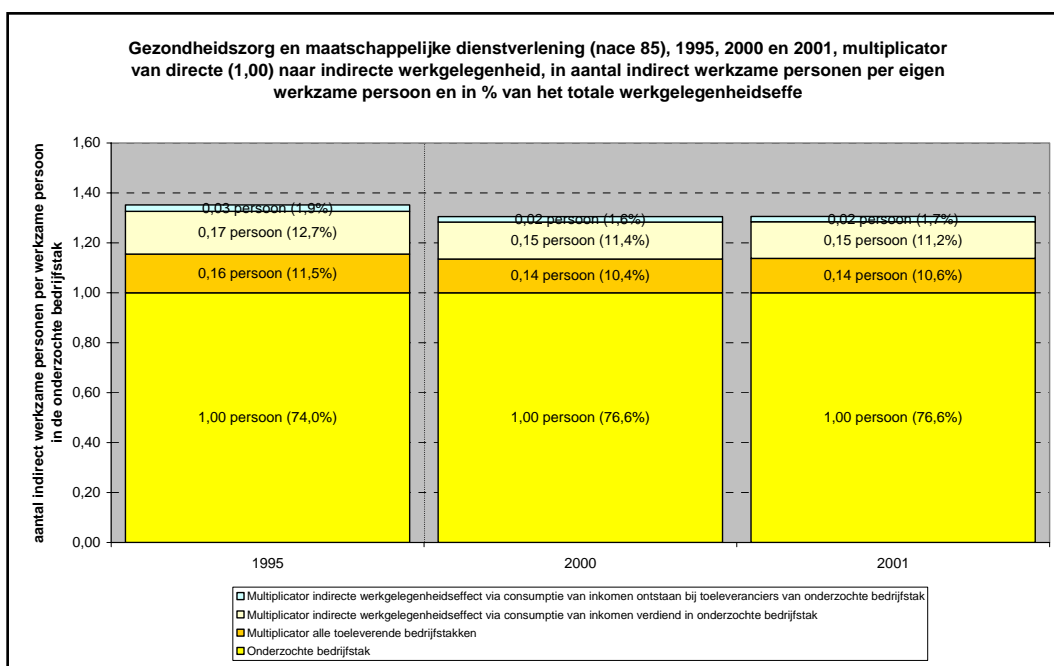 Gezondheidszorg en maatschappelijke dienstverlening (nace 85), 1995, 2000 en 2001, multiplicator
van directe (1,00) naar indirecte werkgelegenheid, in aantal indirect werkzame personen per eigen
werkzame persoon en in % van het totale werkgelegenheidseffe
aantal indirect werkzame personen per werkzame persoon
in de onderzochte bedrijfstak
1,60
1,40
1,20
1,00
0,80
0,60
0,40
0,20
0,00
0,03 persoon (1,9%)
0,17 persoon (12,7%)
0,16 persoon (11,5%)
1,00 persoon (74,0%)
0,02 persoon (1,6%)
0,15 persoon (11,4%)
0,14 persoon (10,4%)
1,00 persoon (76,6%)
0,02 persoon (1,7%)
0,15 persoon (11,2%)
0,14 persoon (10,6%)
1,00 persoon (76,6%)
1995
2000
2001
Multiplicator indirecte werkgelegenheidseffect via consumptie van inkomen ontstaan bij toeleveranciers van onderzochte bedrijfstak
Multiplicator indirecte werkgelegenheidseffect via consumptie van inkomen verdiend in onderzochte bedrijfstak
Multiplicator alle toeleverende bedrijfstakken
Onderzochte bedrijfstak